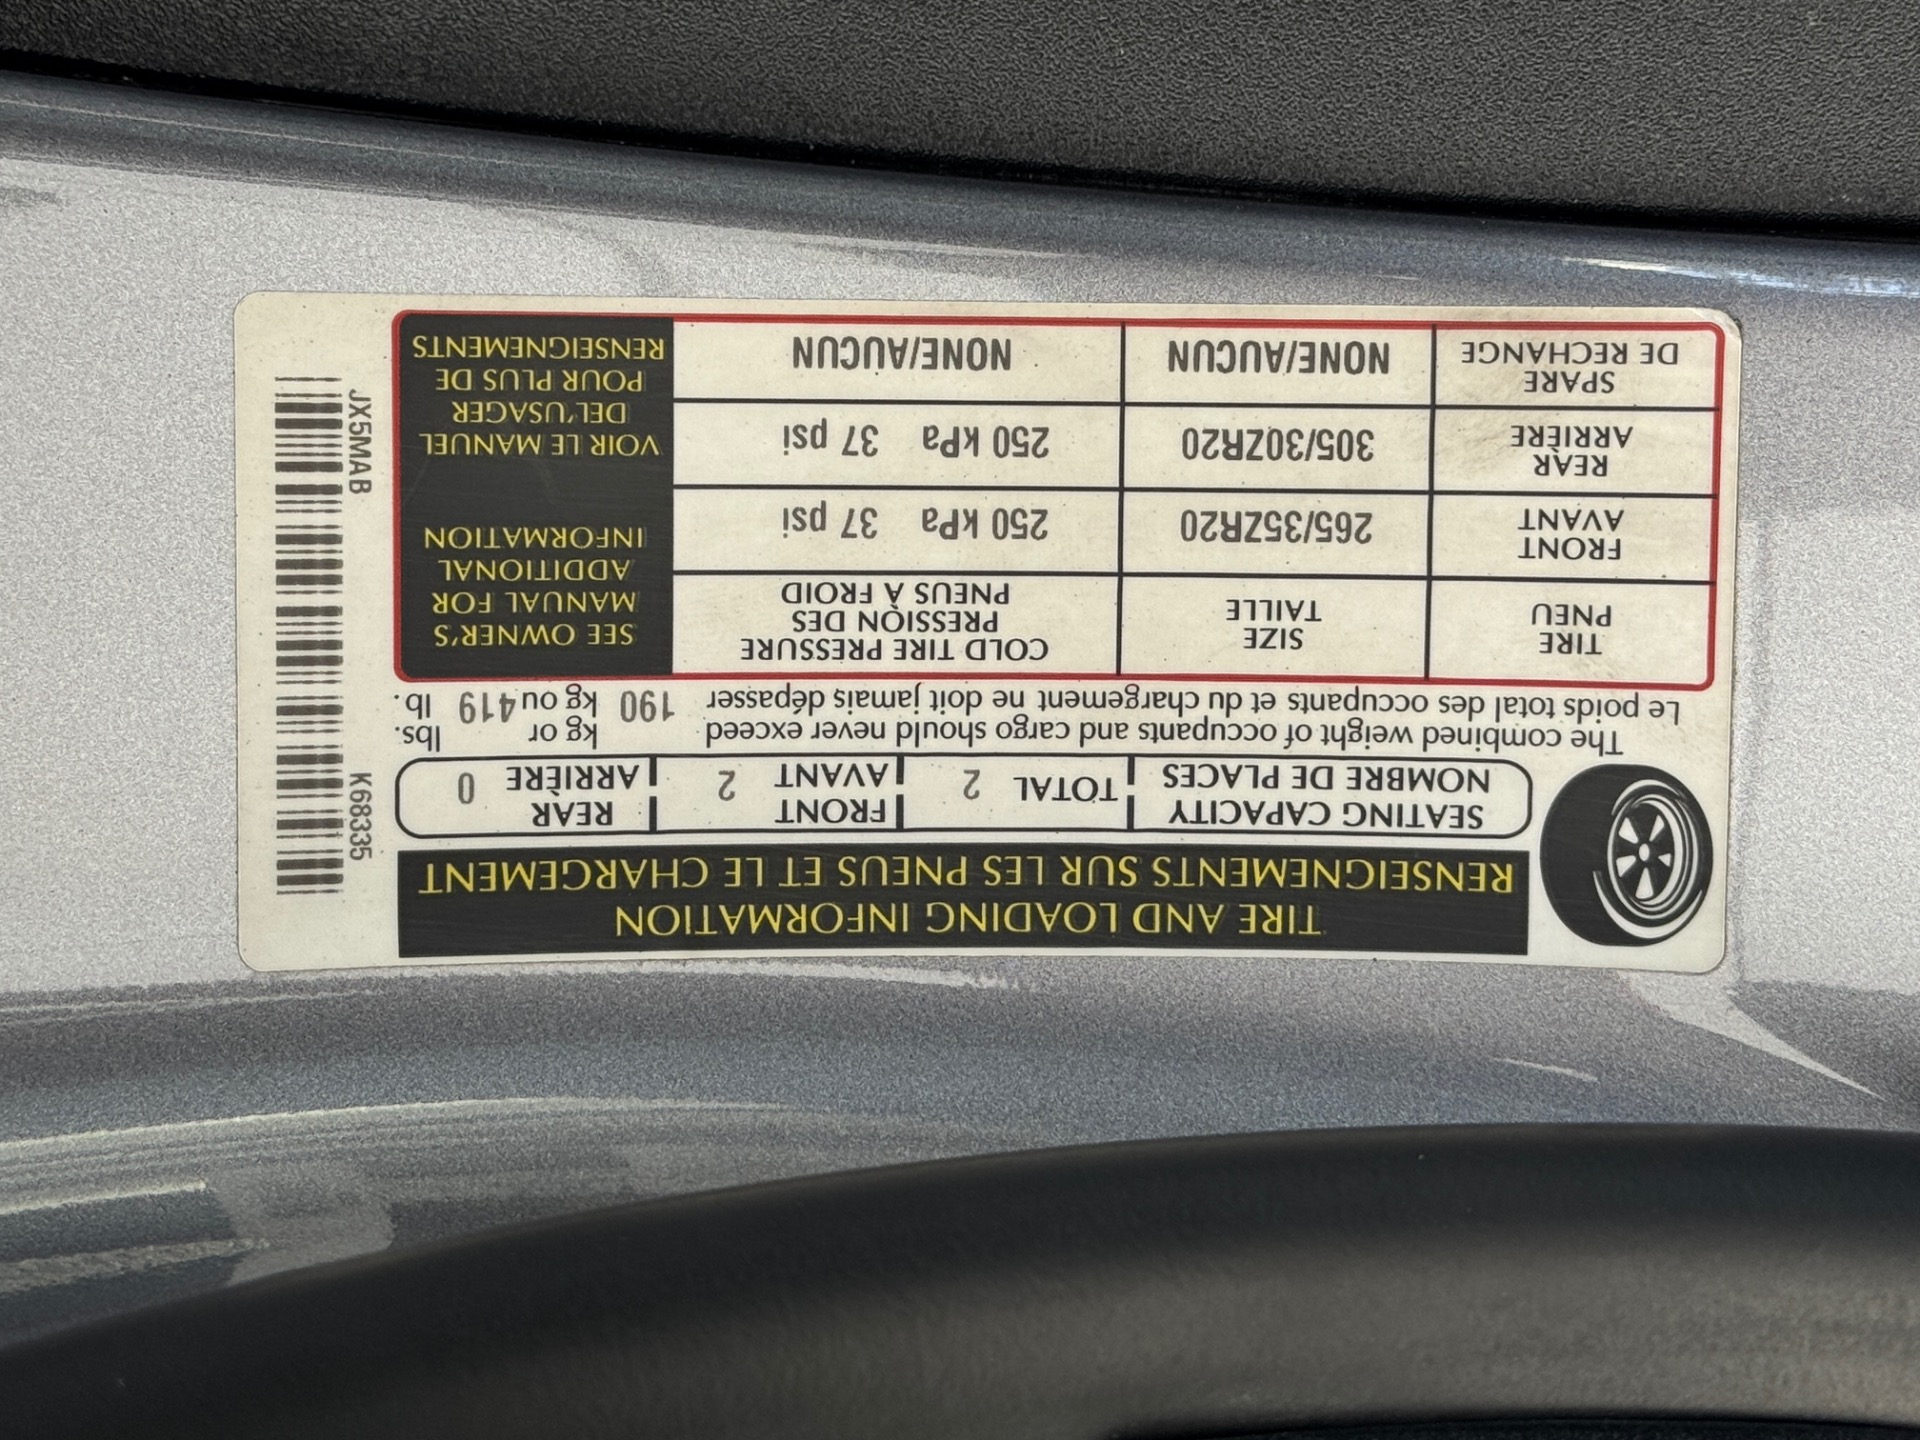 TIRE AND LOADING INFORMATION
RENSEIGNEMENTS SUR LES PNEUS ET LE CHARGEMENT
SEATING CAPACITY
NOMBRE DE PLACES
TOTAL 2
FRONT
AVANT 2
REAR
ARRIÈRE 0
The combined weight of occupants and cargo should never exceed kg or lbs.
Le poids total des occupants et du chargement ne doit jamais dépasser 190 kg ou 419 lb.
TIRE
PNEU
SIZE
TAILLE
COLD TIRE PRESSURE
PRESSION DES
PNEUS À FROID
FRONT
AVANT
265/35ZR20
250 kPa 37 psi
REAR
ARRIÈRE
305/30ZR20
250 kPa 37 psi
SPARE
DE RECHANGE
NONE/AUCUN
NONE/AUCUN
SEE OWNER'S
MANUAL FOR
ADDITIONAL
INFORMATION
VOIR LE MANUEL
DEL'USAGER
POUR PLUS DE
RENSEIGNEMENTS
JX5MAB
K68335